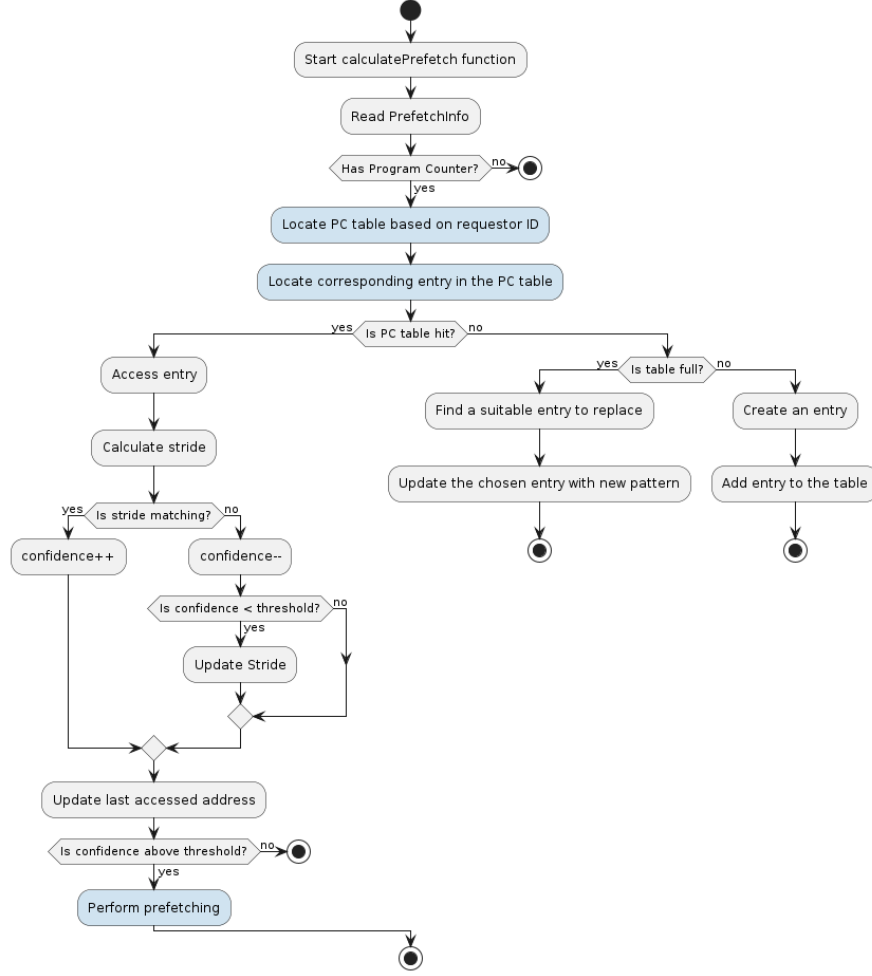 Start calculatePrefetch function
Read PrefetchInfo
Has Program Counter?
no
yes
Locate PC table based on requestor ID
Locate corresponding entry in the PC table
yes
Is PC table hit?
no
Access entry
Calculate stride
Is stride matching?
yes
no
confidence++
confidence--
Is confidence < threshold?
no
yes
Update Stride
Update last accessed address
Is confidence above threshold?
no
yes
Perform prefetching
yes
Is table full?
no
Find a suitable entry to replace
Update the chosen entry with new pattern
Create an entry
Add entry to the table